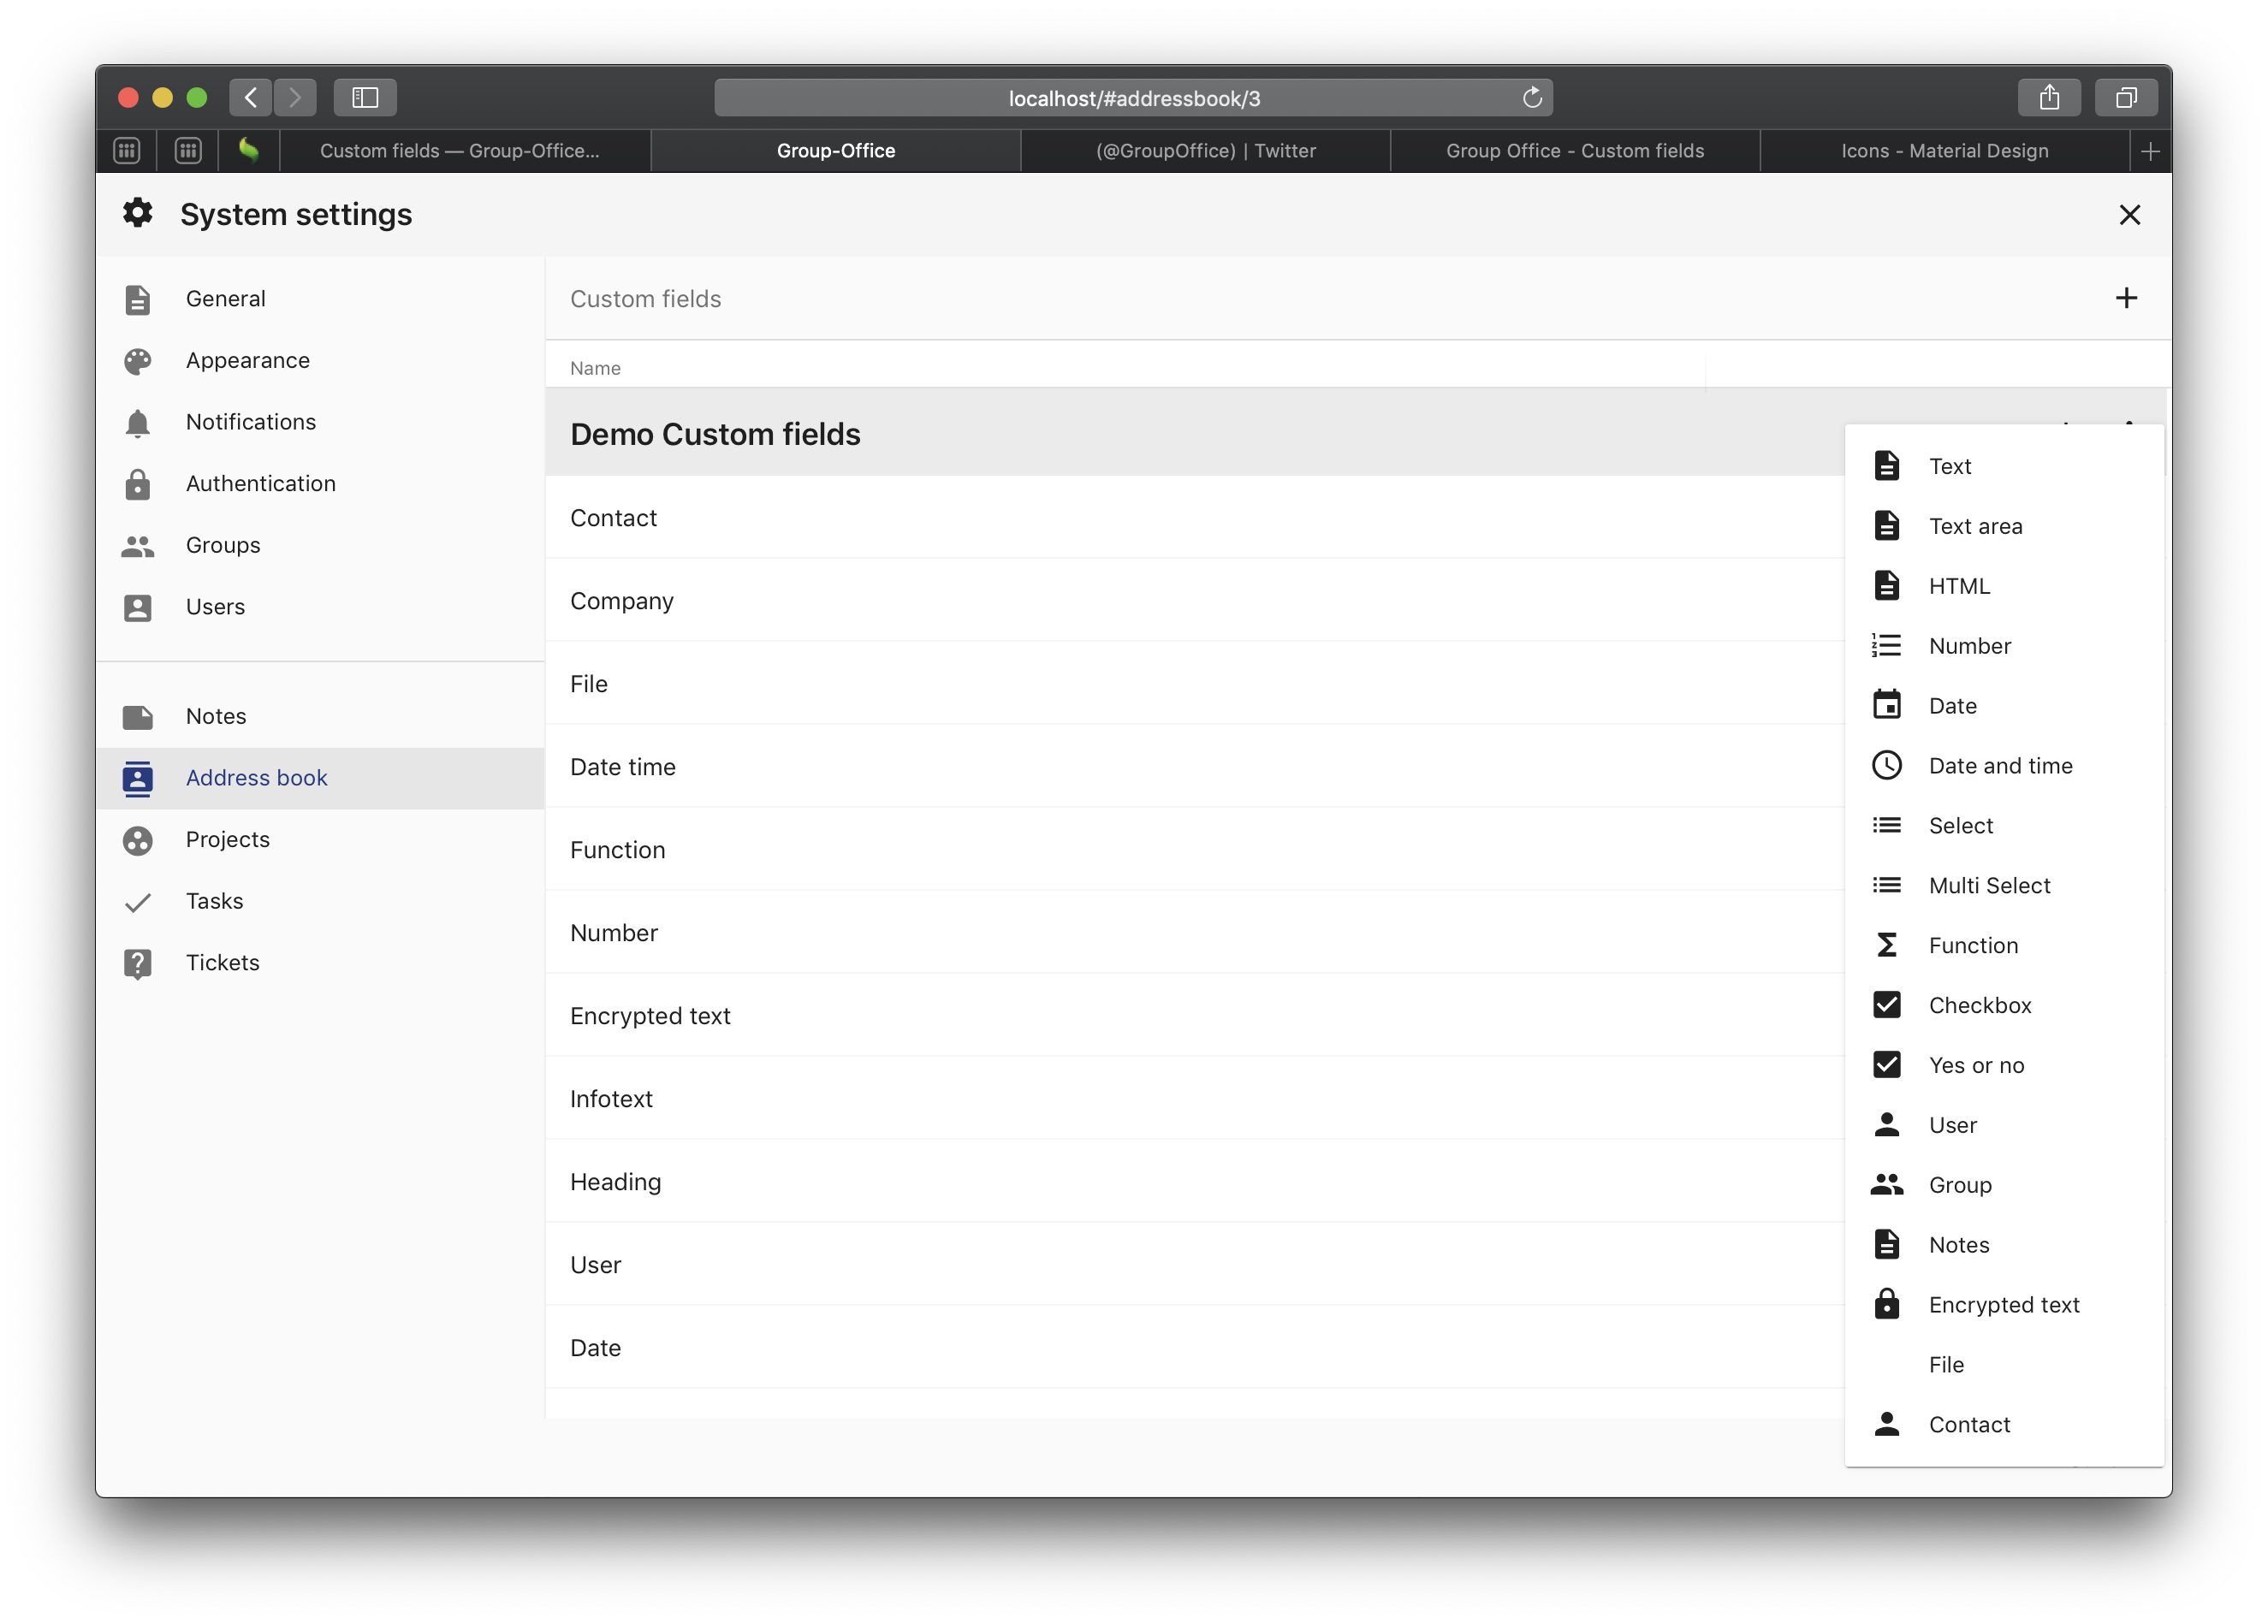 localhost/#addressbook/3
Custom fields — Group-Office...
Group-Office
(@GroupOffice) | Twitter
Group Office - Custom fields
Icons - Material Design
System settings
General
Appearance
Notifications
Authentication
Groups
Users
Notes
Address book
Projects
Tasks
Tickets
Custom fields
Name
Demo Custom fields
Contact
Company
File
Date time
Function
Number
Encrypted text
Infotext
Heading
User
Date
Text
Text area
HTML
Number
Date
Date and time
Select
Multi Select
Function
Checkbox
Yes or no
User
Group
Notes
Encrypted text
File
Contact